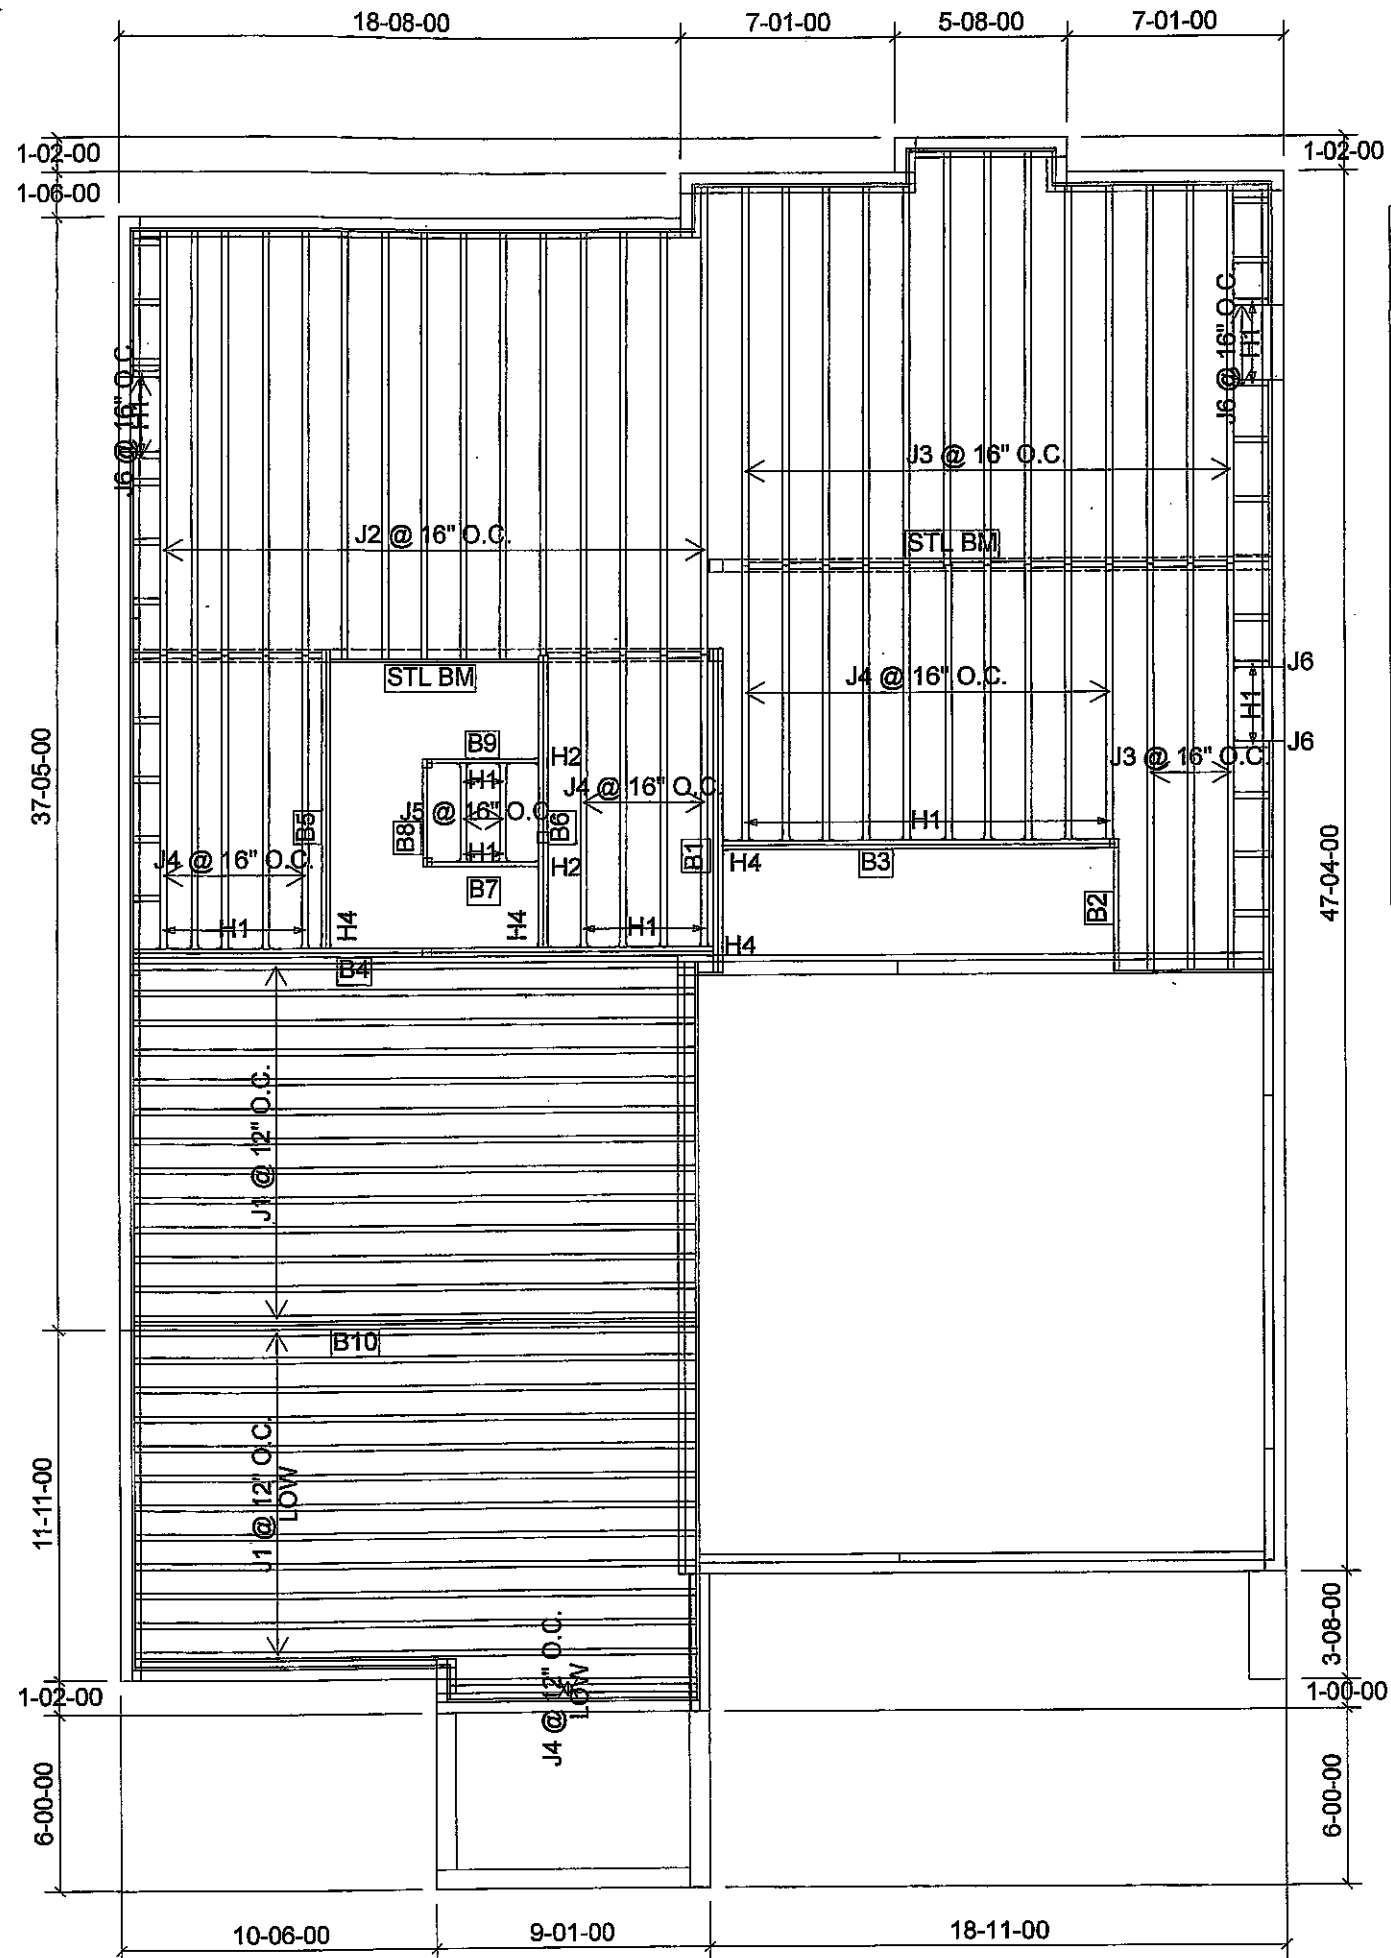 18-08-00
7-01-00
5-08-00
7-01-00
1-02-00
1-02-00
1-06-00
J6 @ 16" O.C.
H1
J6 @ 16" O.C.
H1
J3 @ 16" O.C.
J2 @ 16" O.C.
STL BM
STL BM
J4 @ 16" O.C.
J6
H1
J6
J3 @ 16" O.C.
37-05-00
B9
H2
H1
J4 @ 16" O.C.
J5 @ 16" O.C.
B5
B8
B6
H1
H1
B1
H4
B3
J4 @ 16" O.C.
H2
B7
B2
47-04-00
H1
H4
H4
H1
H4
B4
J1 @ 12" O.C.
B10
J1 @ 12" O.C.
LOW
11-11-00
J4 @ 12" O.C.
LOW
3-08-00
1-02-00
1-00-00
6-00-00
6-00-00
10-06-00
9-01-00
18-11-00